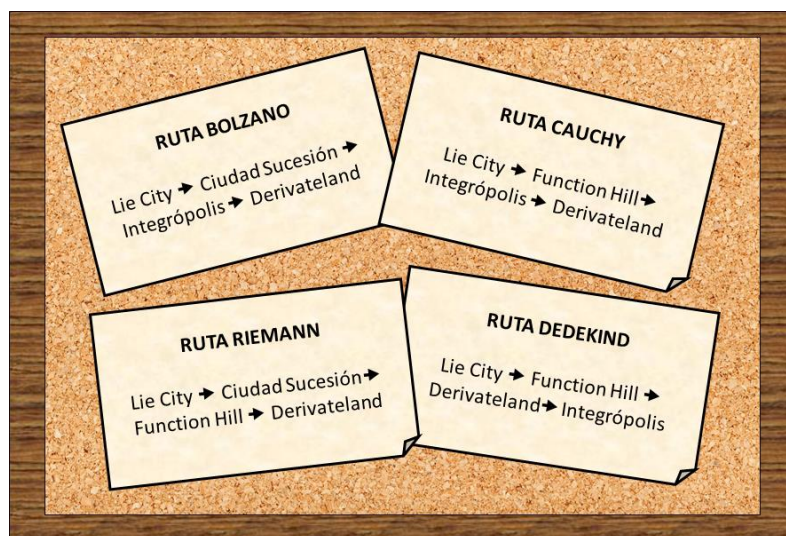 RUTA BOLZANO
Lie City → Ciudad Sucesión →
Integrópolis → Derivateland
RUTA CAUCHY
Lie City → Function Hill →
Integrópolis → Derivateland
RUTA RIEMANN
Lie City → Ciudad Sucesión →
Function Hill → Derivateland
RUTA DEDEKIND
Lie City → Function Hill →
Derivateland → Integrópolis